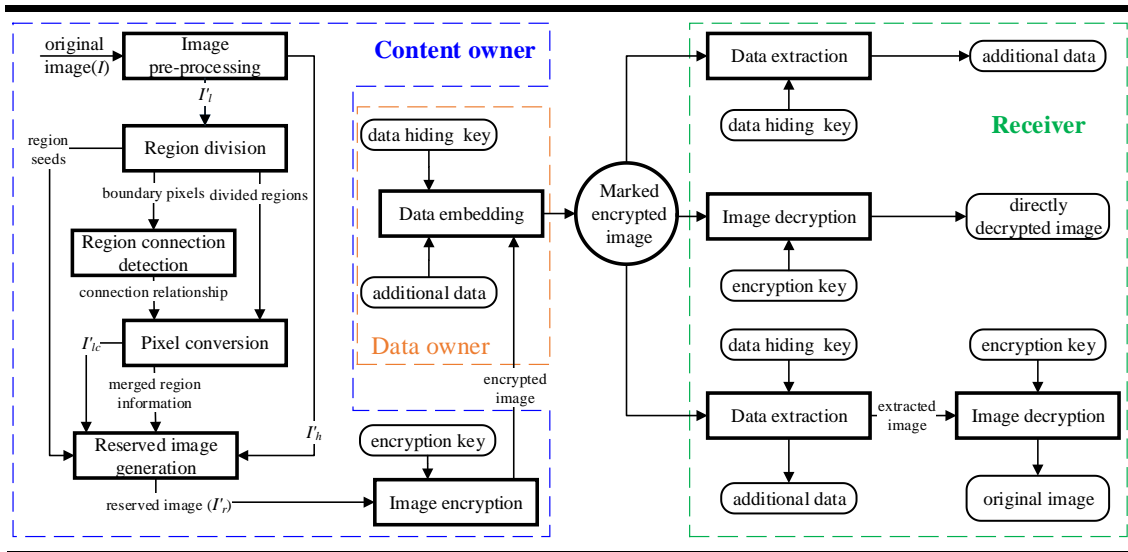 original
image(I)
Image
pre-processing
Content owner
I'l
region
seeds
Region division
boundary pixels
divided regions
Region connection
detection
connection relationship
I'lc
Pixel conversion
merged region
information
I'h
Reserved image
generation
reserved image (I'r)
data hiding key
Data embedding
additional data
Data owner
encrypted
image
encryption key
Image encryption
Marked
encrypted
image
Data extraction
additional data
data hiding key
Receiver
Image decryption
directly
decrypted image
encryption key
data hiding key
encryption key
Data extraction
extracted
image
Image decryption
additional data
original image